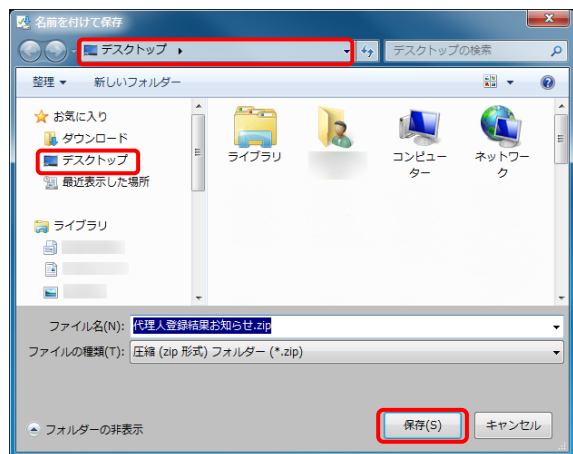 名前を付けて保存
デスクトップ
デスクトップの検索
整理 新しいフォルダー
お気に入り
ダウンロード
デスクトップ
最近表示した場所
ライブラリ
ライブラリ
コンピューター
ネットワーク
ファイル名(N): 代理人登録結果お知らせ.zip
ファイルの種類(T): 圧縮 (zip 形式) フォルダー (*.zip)
フォルダーの非表示
保存(S)
キャンセル